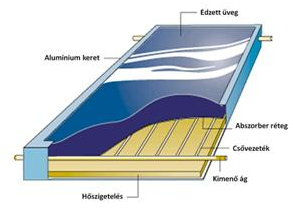 Edzett üveg
Aluminium keret
Abszorber réteg
Csővezeték
Kimenő ág
Hőszigetelés